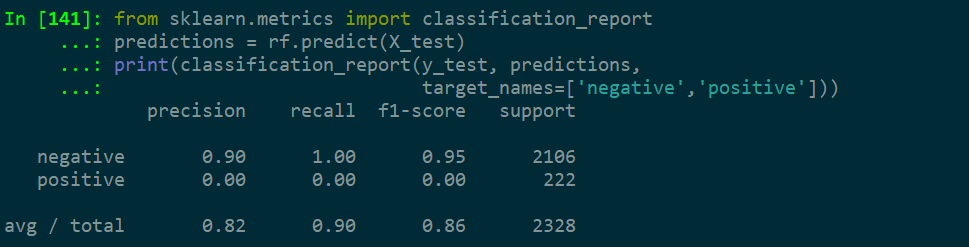 In [141]: from sklearn.metrics import classification_report
...: predictions = rf.predict(X_test)
...: print(classification_report(y_test, predictions,
...: target_names=['negative','positive']))
precision recall f1-score support
negative 0.90 1.00 0.95 2106
positive 0.00 0.00 0.00 222
avg / total 0.82 0.90 0.86 2328